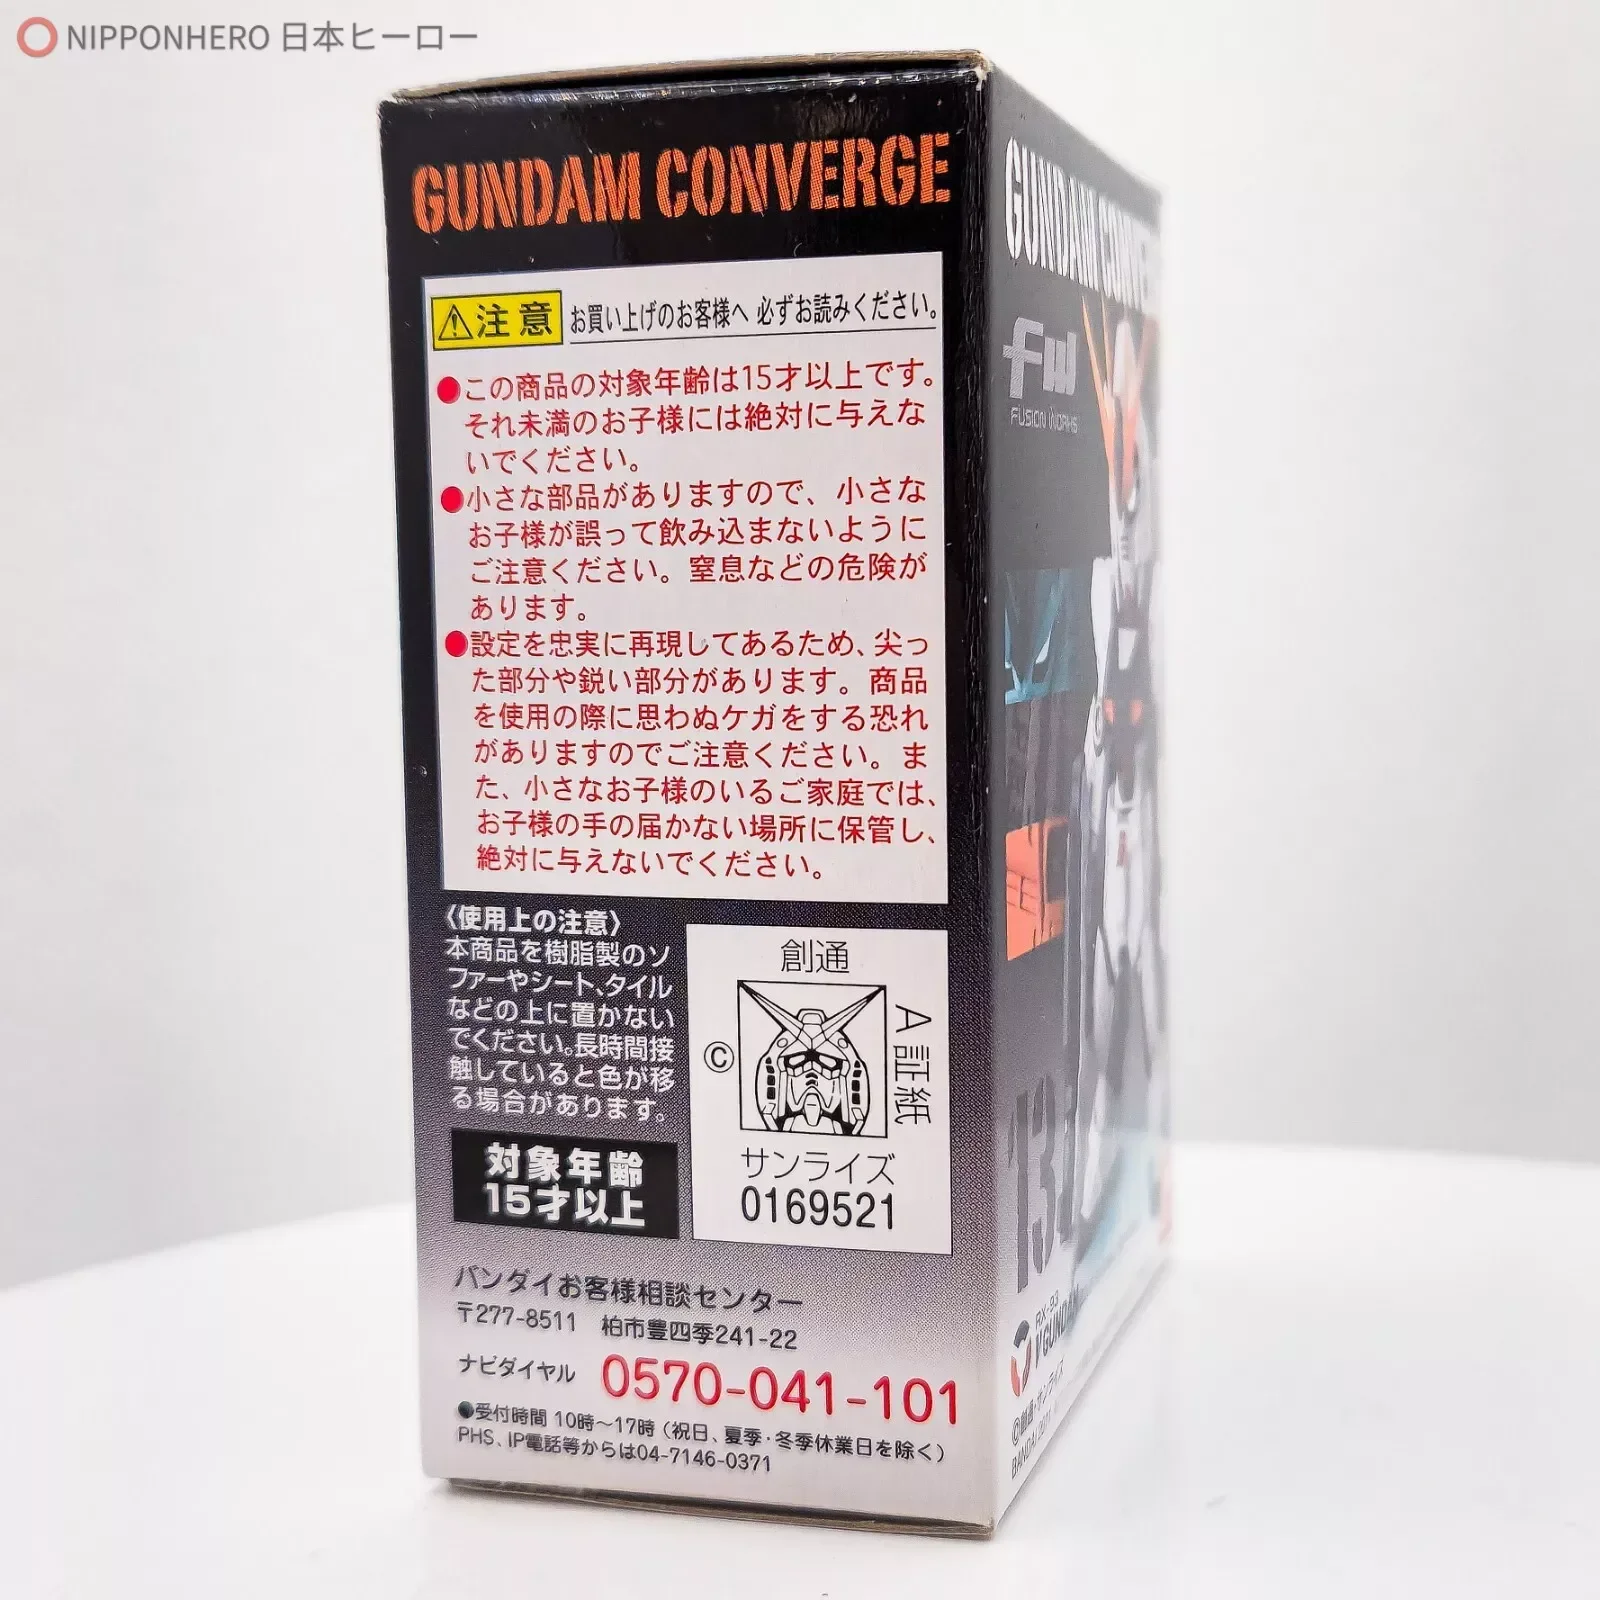 NIPPONHERO 日本ヒーロー
GUNDAM CONVERGE
注意 お買い上げのお客様へ 必ずお読みください。
●この商品の対象年齢は15才以上です。
それ未満のお子様には絶対に与えな
いでください。
●小さな部品がありますので、小さな
お子様が誤って飲み込まないように
ご注意ください。窒息などの危険が
あります。
●設定を忠実に再現してあるため、尖っ
た部分や鋭い部分があります。商品
を使用の際に思わぬケガをする恐れ
がありますのでご注意ください。ま
た、小さなお子様のいるご家庭では、
お子様の手の届かない場所に保管し、
絶対に与えないでください。
〈使用上の注意〉
本商品を樹脂製のソ
ファーやシート、タイル
などの上に置かない
でください。長時間接
触していると色が移
る場合があります。
対象年齢
15才以上
創通
©
A証紙
サンライズ
0169521
バンダイお客様相談センター
〒277-8511 柏市豊四季241-22
ナビダイヤル 0570-041-101
●受付時間 10時～17時（祝日、夏季・冬季休業日を除く）
PHS、IP電話等からは04-7146-0371
GUNDAM CONVERGE
FW
FUSION WORKS
134
RX-93
ν GUNDAM
©創通・サンライズ
BANDAI